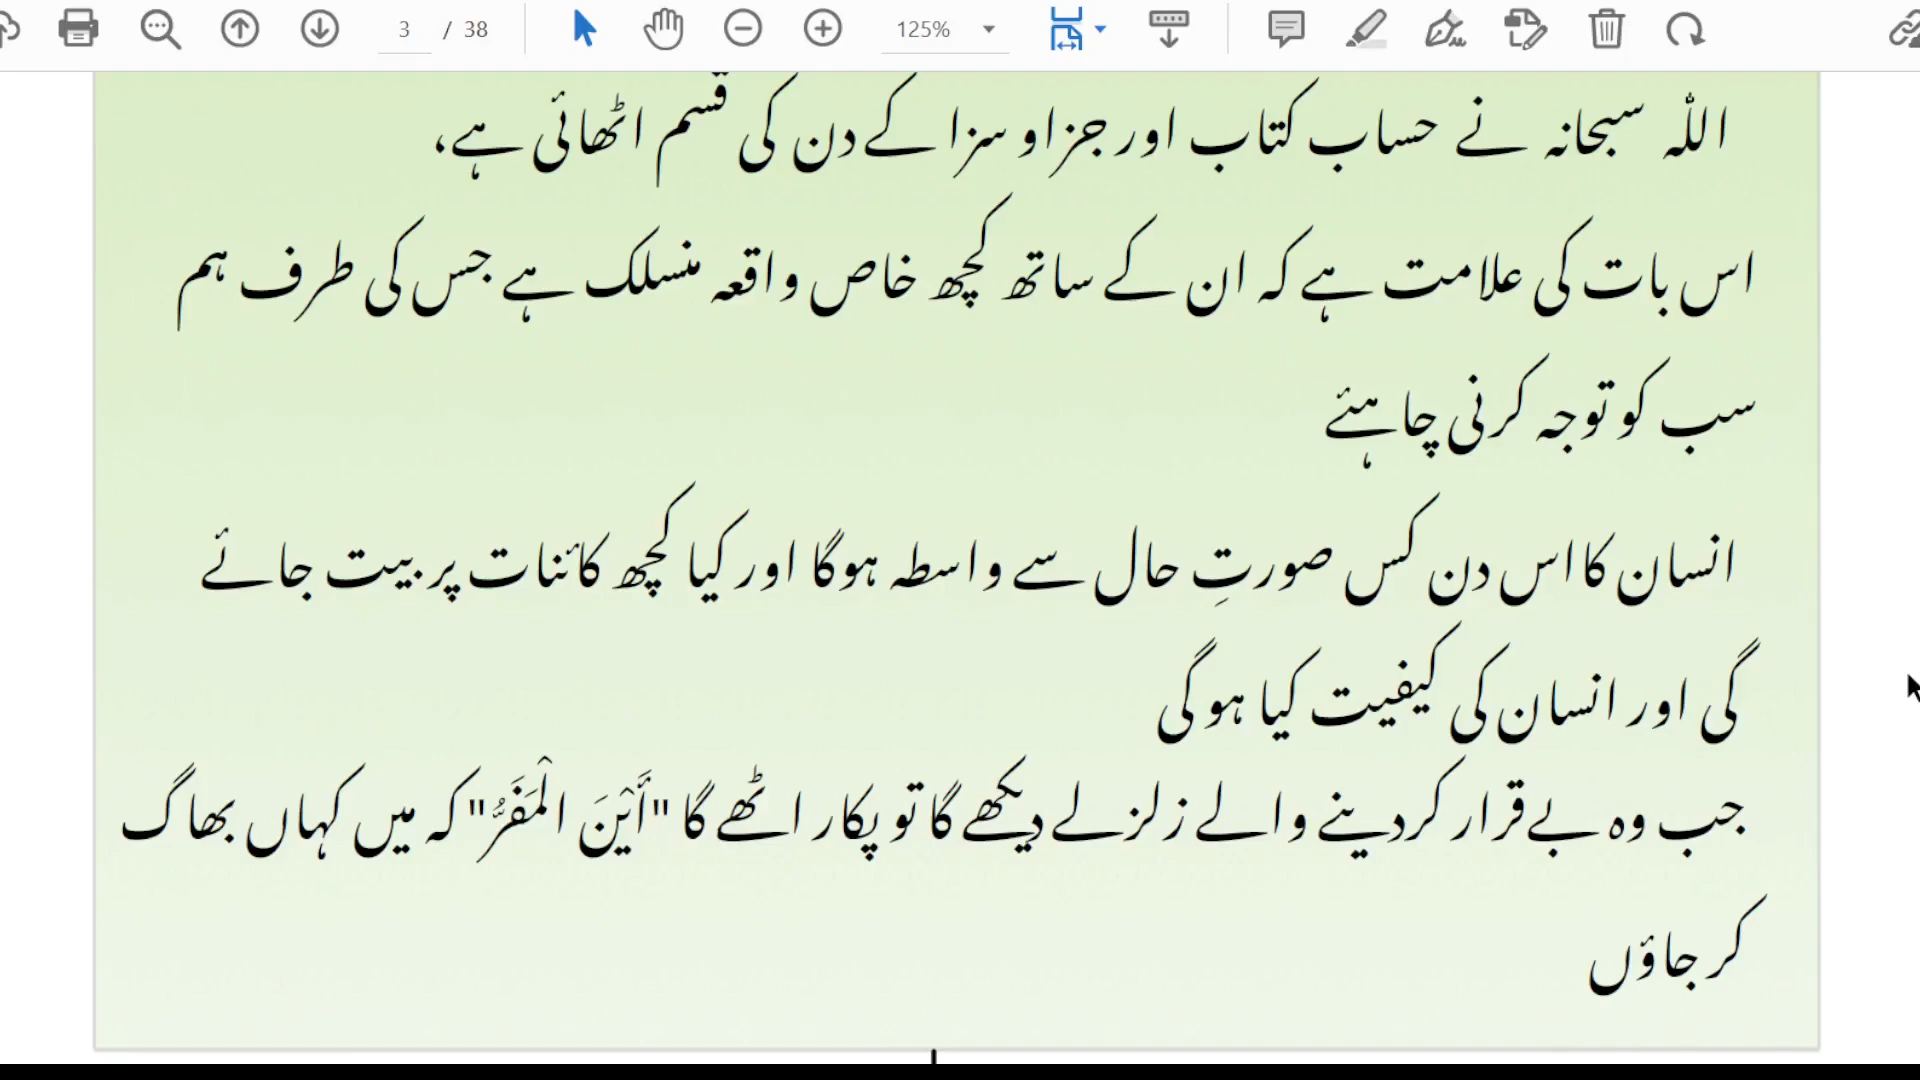 3 / 38 125%
اللہ سبحانہ نے حساب کتاب اور جزاو سزا کے دن کی قسم اٹھائی ہے،
اس بات کی علامت ہے کہ ان کے ساتھ کچھ خاص واقعہ منسلک ہے جس کی طرف ہم
سب کو توجہ کرنی چاہئے
انسان کا اس دن کس صورتِ حال سے واسطہ ہوگا اور کیا کچھ کائنات پر بیت جائے
گی اور انسان کی کیفیت کیا ہوگی
جب وہ بےقرار کردینے والے زلزلے دیکھے گا تو پکار اٹھے گا "أَيْنَ الْمَفَرُّ" کہ میں کہاں بھاگ
کر جاؤں